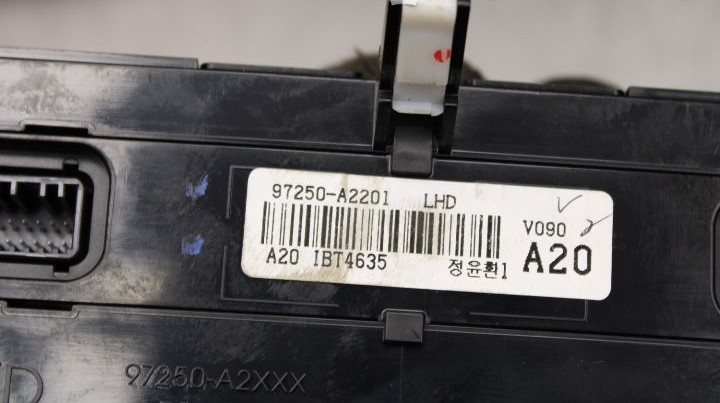 97250-A2201 LHD
V090
A20 IBT4635 정윤환1 A20
97250-A2XXX